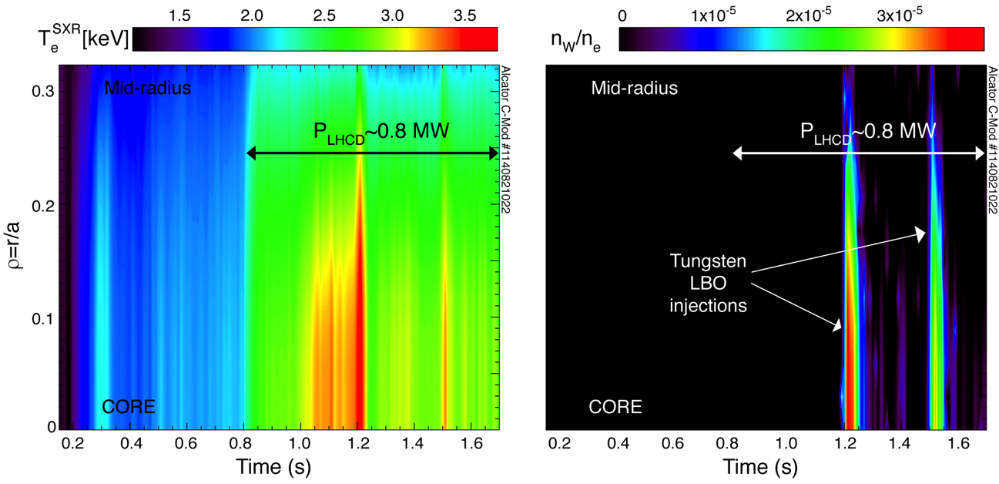 1.5 2.0 2.5 3.0 3.5
T_e^SXR[keV]
Mid-radius
P_LHCD~0.8 MW
CORE
0.3
0.2
0.1
0
ρ=r/a
0.2 0.4 0.6 0.8 1.0 1.2 1.4 1.6
Time (s)
Alcator C-Mod #1140821022
0 1x10^-5 2x10^-5 3x10^-5
n_W/n_e
Mid-radius
P_LHCD~0.8 MW
Tungsten
LBO
injections
CORE
0.2 0.4 0.6 0.8 1.0 1.2 1.4 1.6
Time (s)
Alcator C-Mod #1140821022